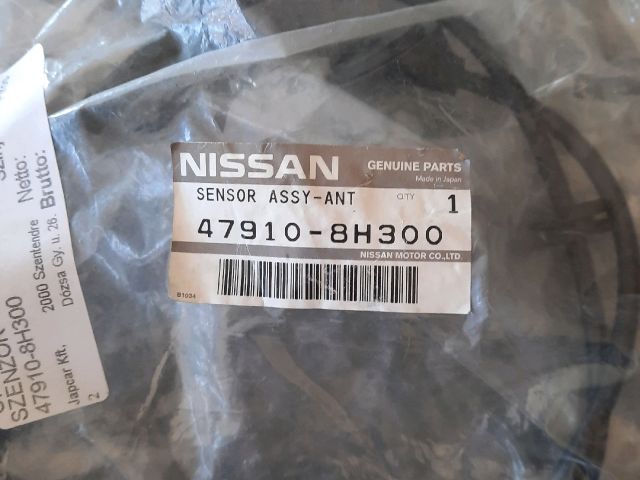 NISSAN
GENUINE PARTS
Made in Japan
SENSOR ASSY-ANT
QTY 1
47910-8H300
NISSAN MOTOR CO.,LTD.
B1034
SZENZOR
47910-8H300
Japcar Kft.
2000 Szentendre
Dózsa Gy. u. 26.
Netto:
Brutto:
2